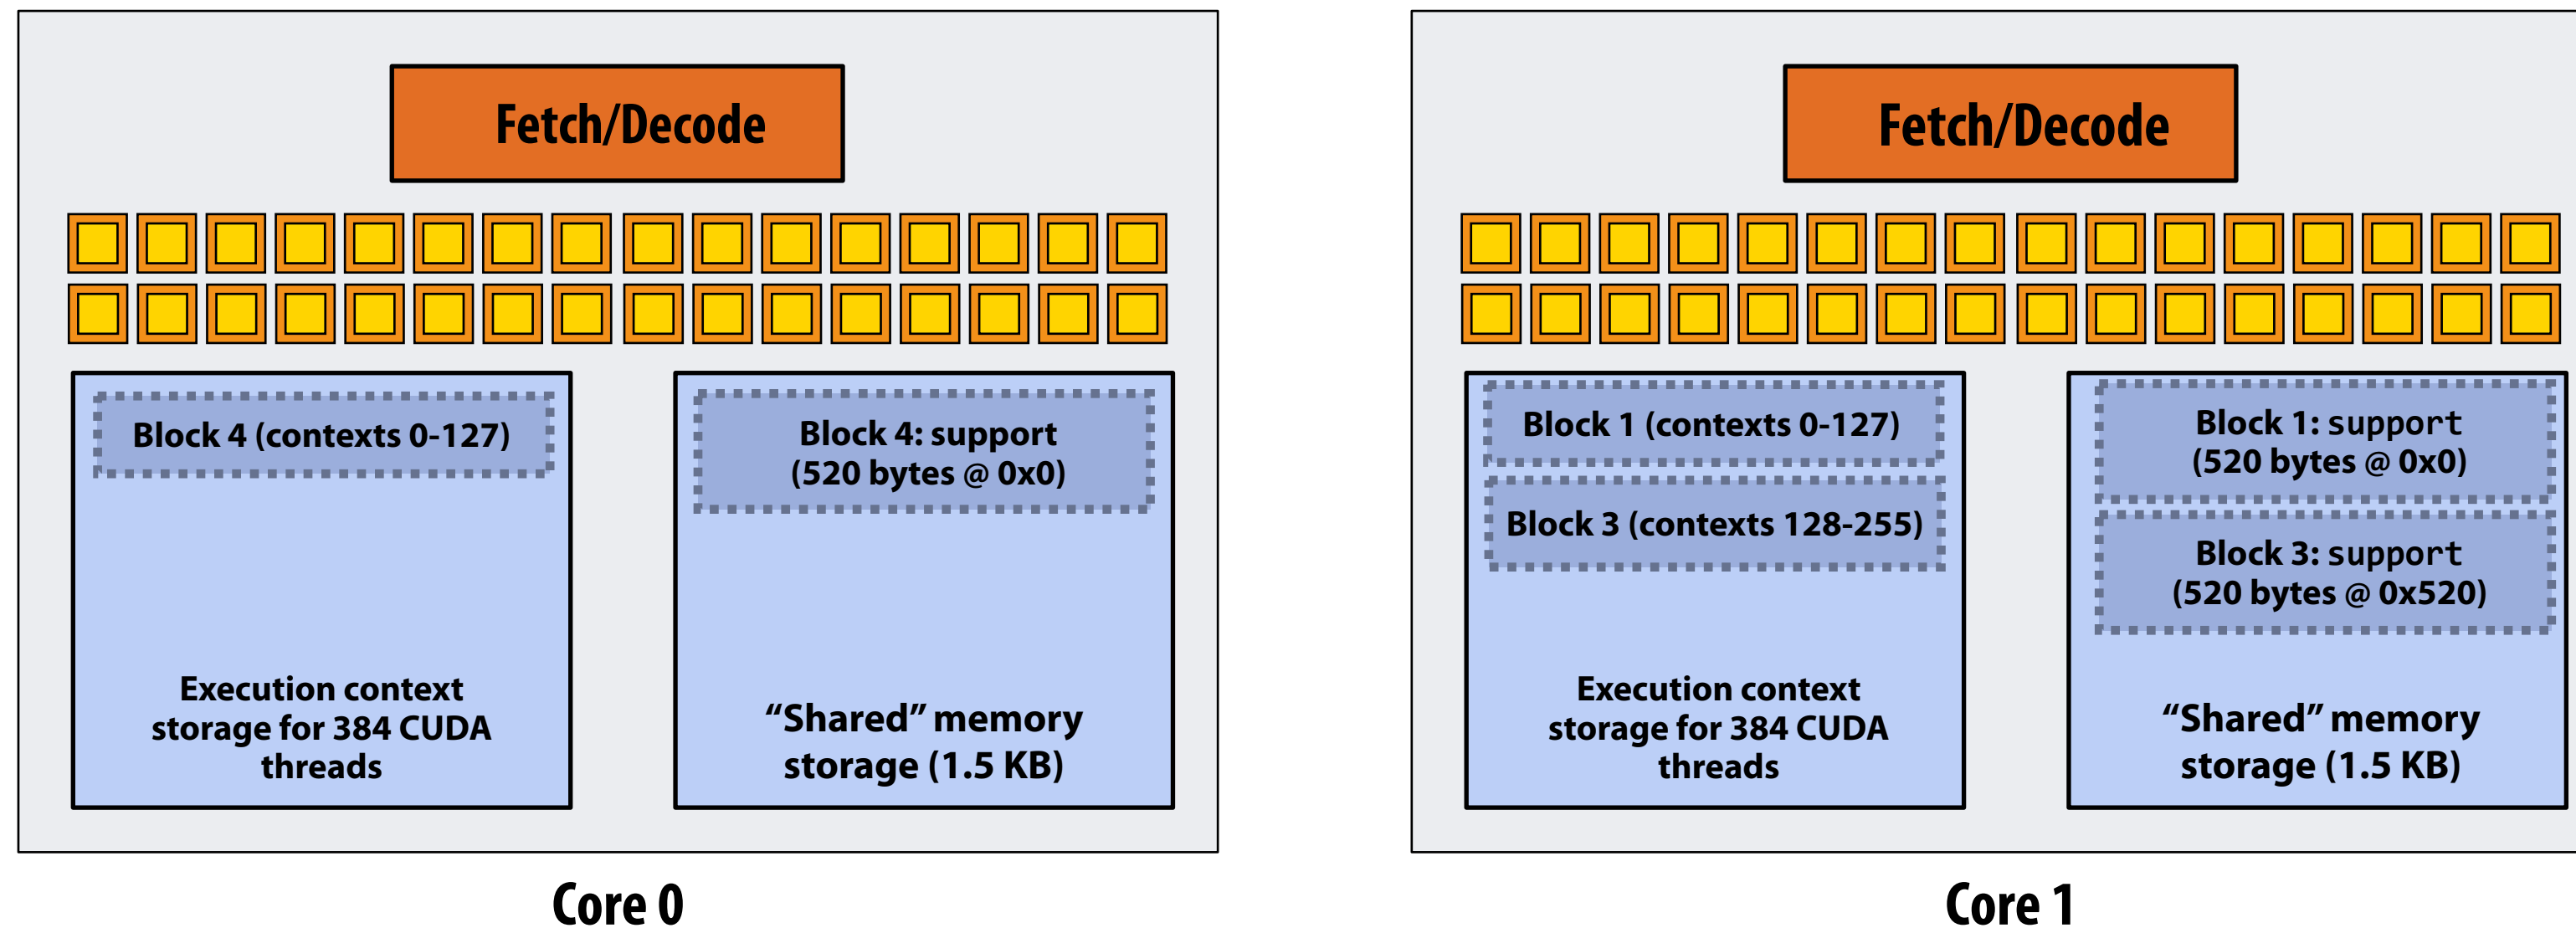 Fetch/Decode
Block 4 (contexts 0-127)
Execution context
storage for 384 CUDA
threads
Block 4: support
(520 bytes @ 0x0)
“Shared” memory
storage (1.5 KB)
Core 0
Fetch/Decode
Block 1 (contexts 0-127)
Block 3 (contexts 128-255)
Execution context
storage for 384 CUDA
threads
Block 1: support
(520 bytes @ 0x0)
Block 3: support
(520 bytes @ 0x520)
“Shared” memory
storage (1.5 KB)
Core 1